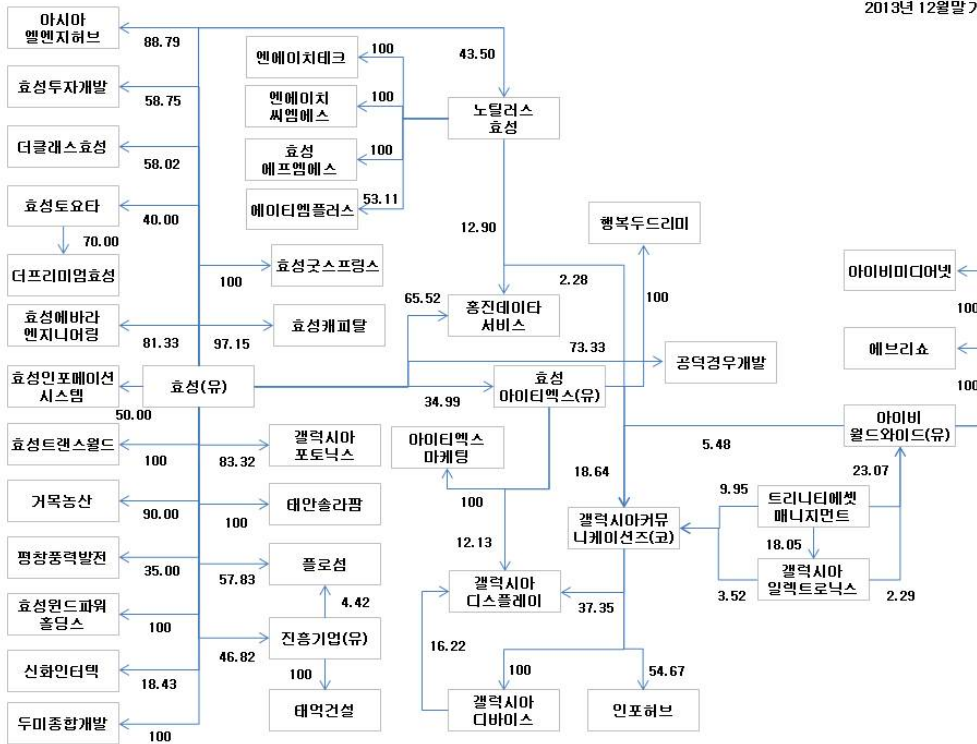 2013년 12월말 기
아시아
엘엔지허브
88.79
43.50
엔에이치테크
100
효성투자개발
58.75
엔에이치
씨엠에스
100
노틸러스
효성
더클래스효성
58.02
효성
에프엠에스
100
효성토요타
40.00
에이티엠플러스
53.11
행복두드리미
12.90
70.00
더프리미엄효성
효성굿스프링스
100
2.28
100
아이비미디어넷
100
65.52
홍진데이타
서비스
효성에바라
엔지니어링
81.33
97.15
효성캐피탈
73.33
공덕경우개발
에브리쇼
100
효성인포메이션
시스템
50.00
효성(유)
34.99
효성
아이티엑스(유)
아이비
월드와이드(유)
5.48
효성트랜스월드
100
83.32
갤럭시아
포토닉스
아이티엑스
마케팅
100
18.64
23.07
거목농산
90.00
100
태안솔라팜
갤럭시아커뮤
니케이션즈(코)
9.95
트리니티에셋
매니지먼트
18.05
평창풍력발전
35.00
57.83
플로섬
12.13
갤럭시아
디스플레이
37.35
3.52
갤럭시아
일렉트로닉스
2.29
4.42
효성윈드파워
홀딩스
100
46.82
진흥기업(유)
16.22
신화인터텍
18.43
100
100
54.67
태억건설
갤럭시아
디바이스
인포허브
두미종합개발
100